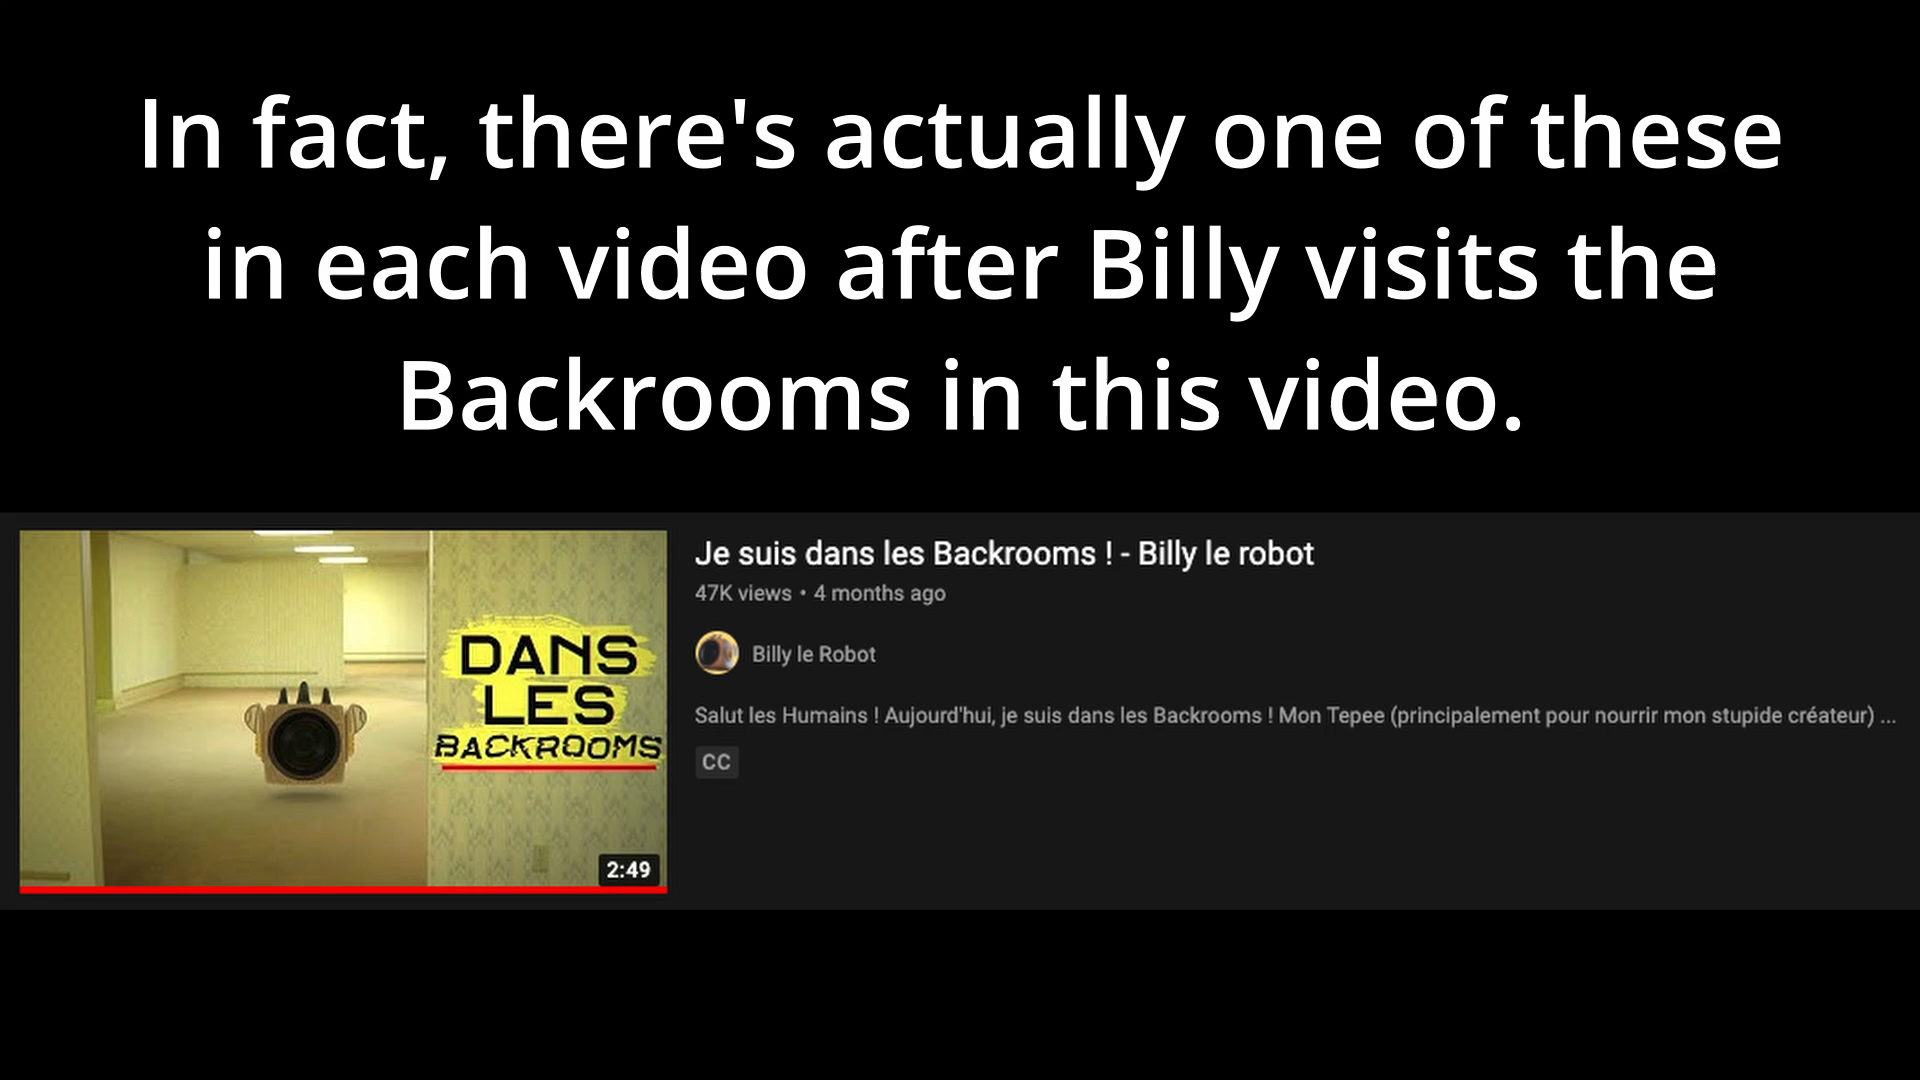 In fact, there's actually one of these
in each video after Billy visits the
Backrooms in this video.
DANS
LES
BACKROOMS
2:49
Je suis dans les Backrooms ! - Billy le robot
47K views • 4 months ago
Billy le Robot
Salut les Humains ! Aujourd'hui, je suis dans les Backrooms ! Mon Tepee (principalement pour nourrir mon stupide créateur) ...
CC